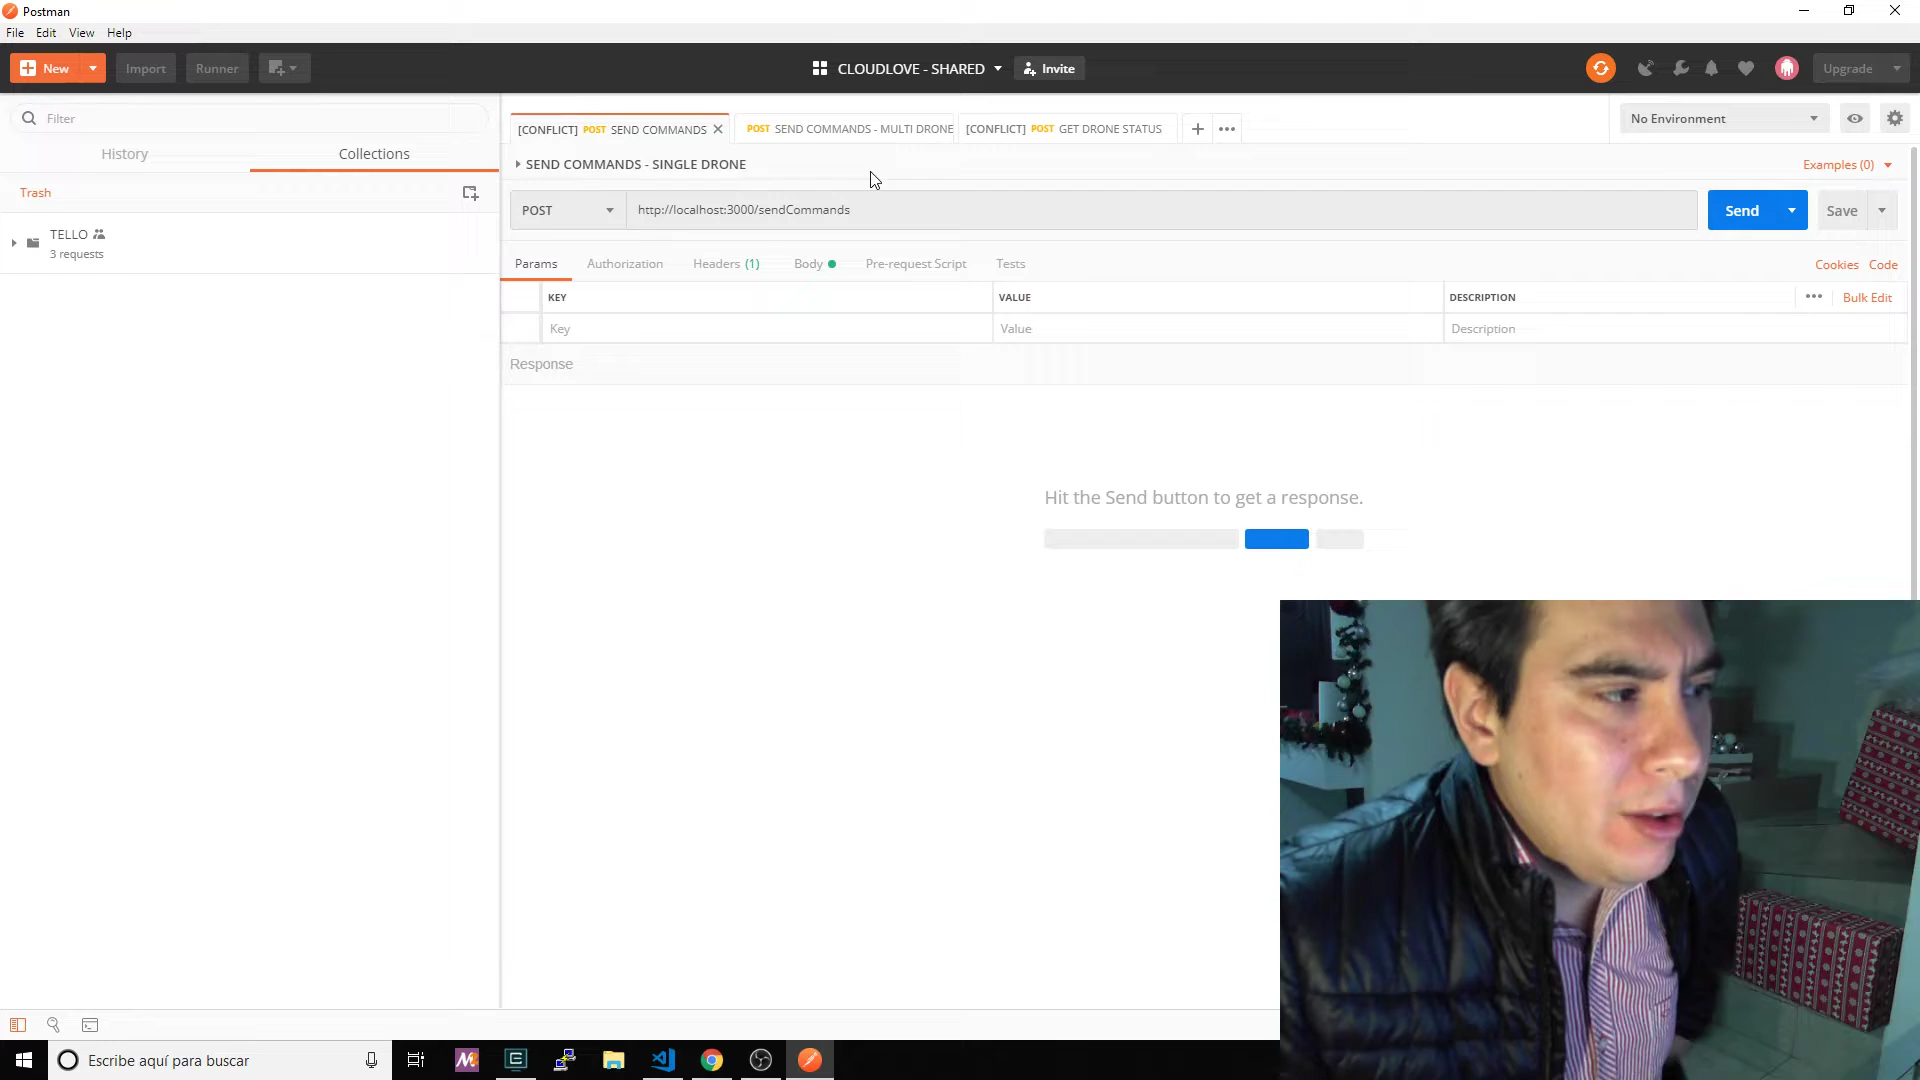 Postman
File Edit View Help
New Import Runner CLOUDLOVE - SHARED Invite Upgrade
Filter
History Collections
Trash
TELLO
3 requests
[CONFLICT] POST SEND COMMANDS POST SEND COMMANDS - MULTI DRONE [CONFLICT] POST GET DRONE STATUS No Environment
SEND COMMANDS - SINGLE DRONE Examples (0)
POST http://localhost:3000/sendCommands Send Save
Params Authorization Headers (1) Body Pre-request Script Tests Cookies Code
KEY VALUE DESCRIPTION Bulk Edit
Key Value Description
Response
Hit the Send button to get a response.
Escribe aquí para buscar